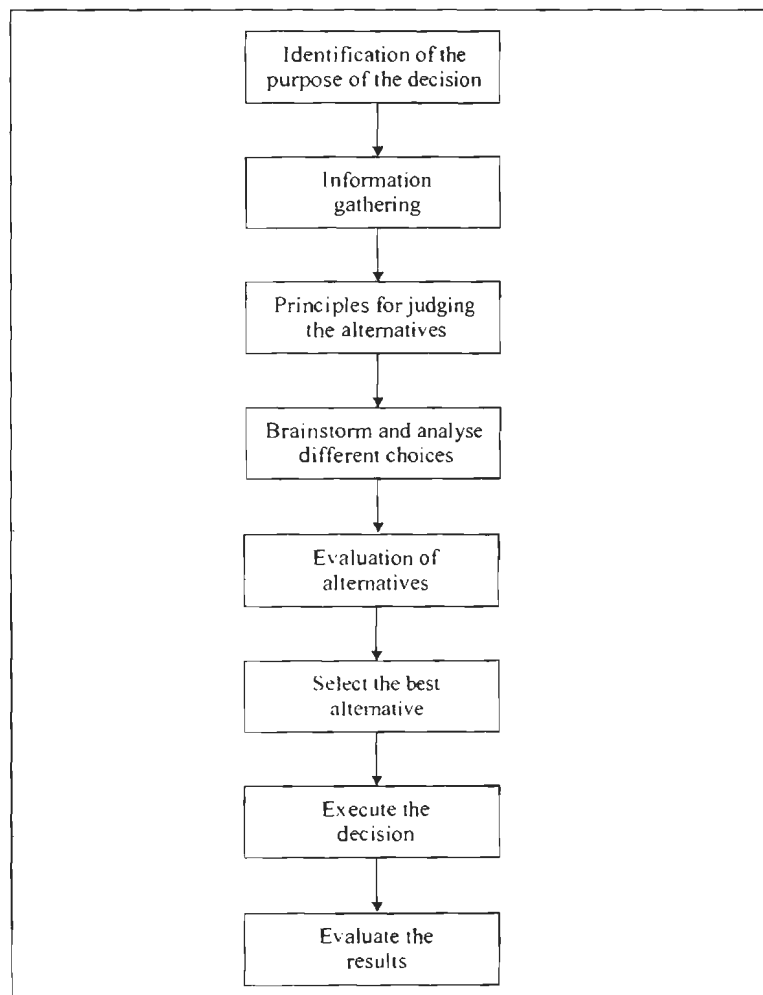 Identification of the
purpose of the decision
Information
gathering
Principles for judging
the alternatives
Brainstorm and analyse
different choices
Evaluation of
alternatives
Select the best
alternative
Execute the
decision
Evaluate the
results